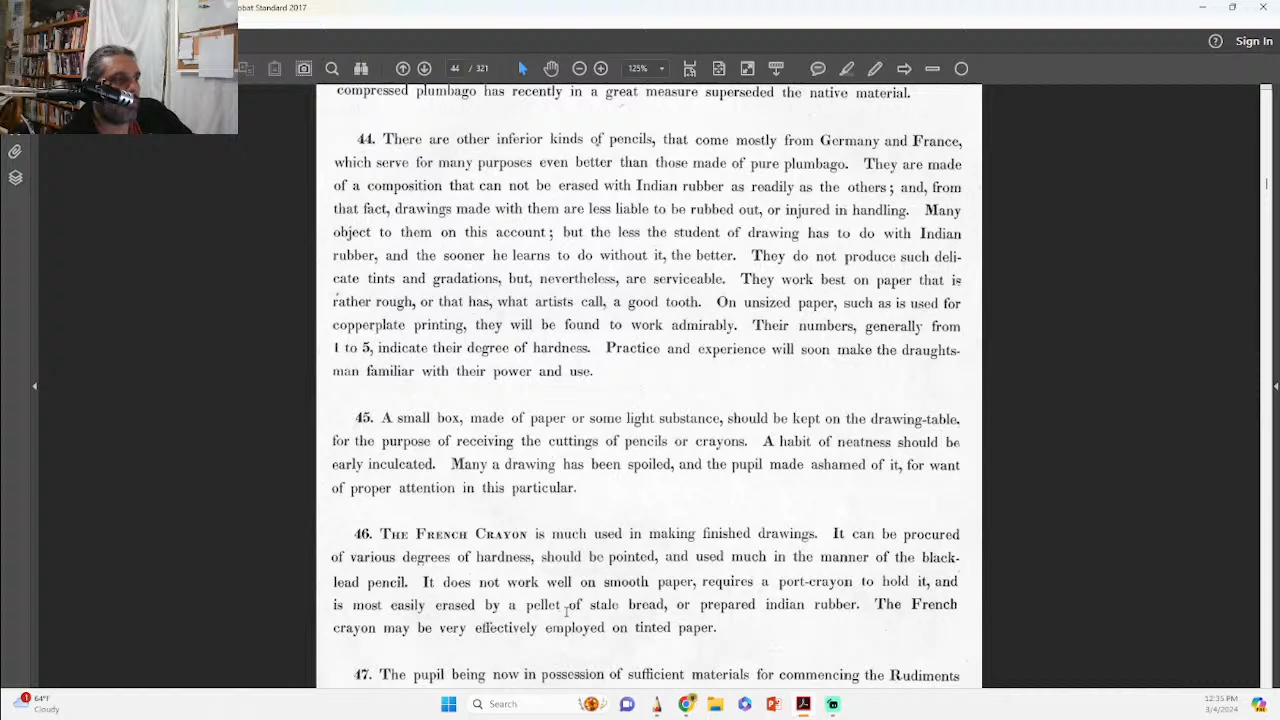 obat Standard 2017
Sign In
44 / 321
125%
compressed plumbago has recently in a great measure superseded the native material.
44. There are other inferior kinds of pencils, that come mostly from Germany and France,
which serve for many purposes even better than those made of pure plumbago. They are made
of a composition that can not be erased with Indian rubber as readily as the others; and, from
that fact, drawings made with them are less liable to be rubbed out, or injured in handling. Many
object to them on this account; but the less the student of drawing has to do with Indian
rubber, and the sooner he learns to do without it, the better. They do not produce such deli-
cate tints and gradations, but, nevertheless, are serviceable. They work best on paper that is
rather rough, or that has, what artists call, a good tooth. On unsized paper, such as is used for
copperplate printing, they will be found to work admirably. Their numbers, generally from
1 to 5, indicate their degree of hardness. Practice and experience will soon make the draughts-
man familiar with their power and use.
45. A small box, made of paper or some light substance, should be kept on the drawing-table,
for the purpose of receiving the cuttings of pencils or crayons. A habit of neatness should be
early inculcated. Many a drawing has been spoiled, and the pupil made ashamed of it, for want
of proper attention in this particular.
46. THE FRENCH CRAYON is much used in making finished drawings. It can be procured
of various degrees of hardness, should be pointed, and used much in the manner of the black-
lead pencil. It does not work well on smooth paper, requires a port-crayon to hold it, and
is most easily erased by a pellet of stale bread, or prepared indian rubber. The French
crayon may be very effectively employed on tinted paper.
47. The pupil being now in possession of sufficient materials for commencing the Rudiments
1
64°F
Cloudy
Search
12:35 PM
3/4/2024